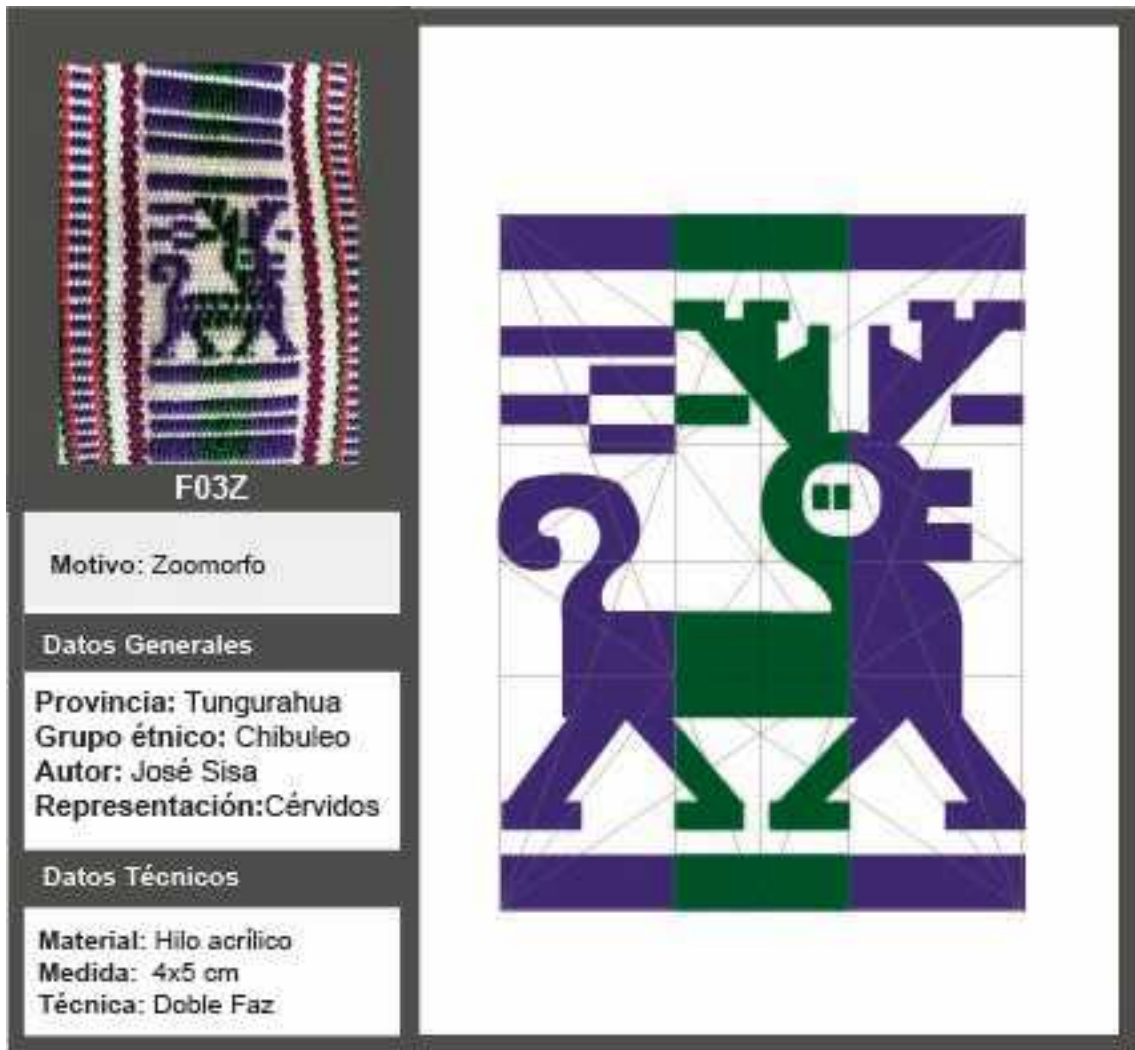 F03Z
Motivo: Zoomorfo
Datos Generales
Provincia: Tungurahua
Grupo étnico: Chibuleo
Autor: José Sisa
Representación:Cérvidos
Datos Técnicos
Material: Hilo acrílico
Medida: 4x5 cm
Técnica: Doble Faz